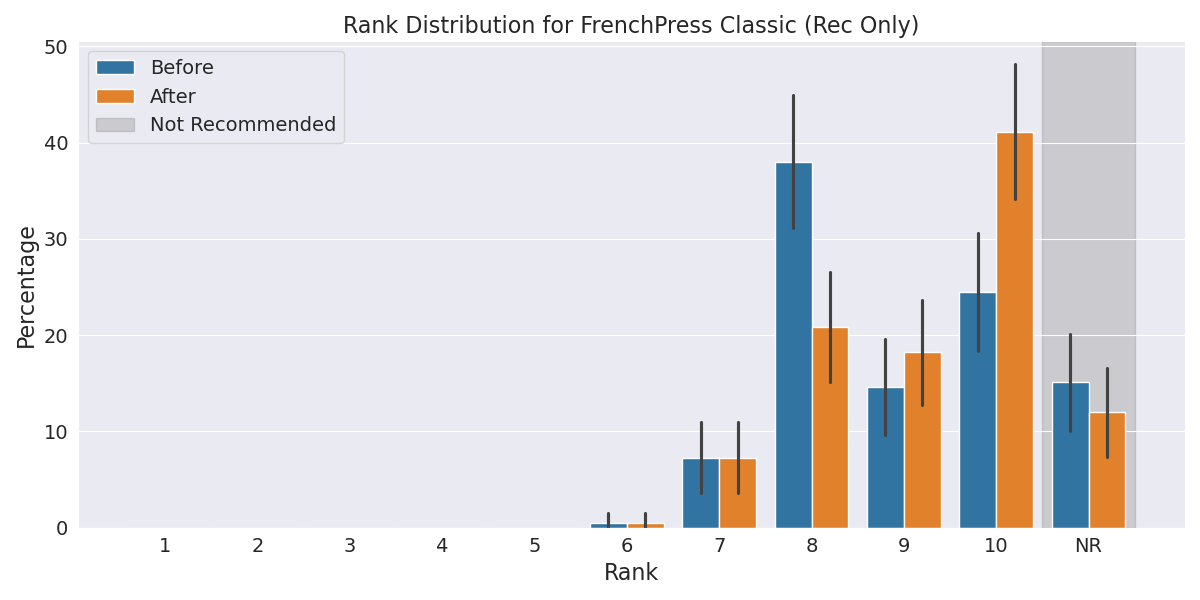 Rank Distribution for FrenchPress Classic (Rec Only)
Before
After
Not Recommended
Percentage
50
40
30
20
10
0
1 2 3 4 5 6 7 8 9 10 NR
Rank